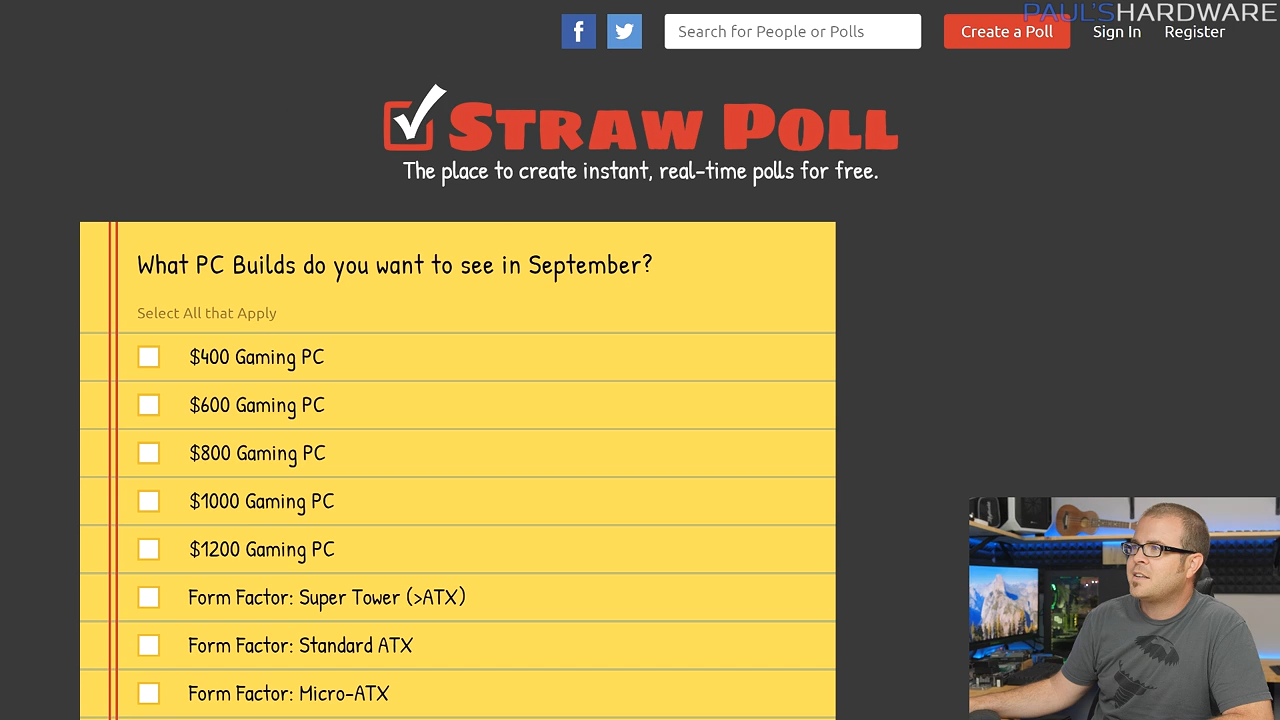 PAUL'SHARDWARE
f
Search for People or Polls
Create a Poll
Sign In
Register
STRAW POLL
The place to create instant, real-time polls for free.
What PC Builds do you want to see in September?
Select All that Apply
$400 Gaming PC
$600 Gaming PC
$800 Gaming PC
$1000 Gaming PC
$1200 Gaming PC
Form Factor: Super Tower (>ATX)
Form Factor: Standard ATX
Form Factor: Micro-ATX